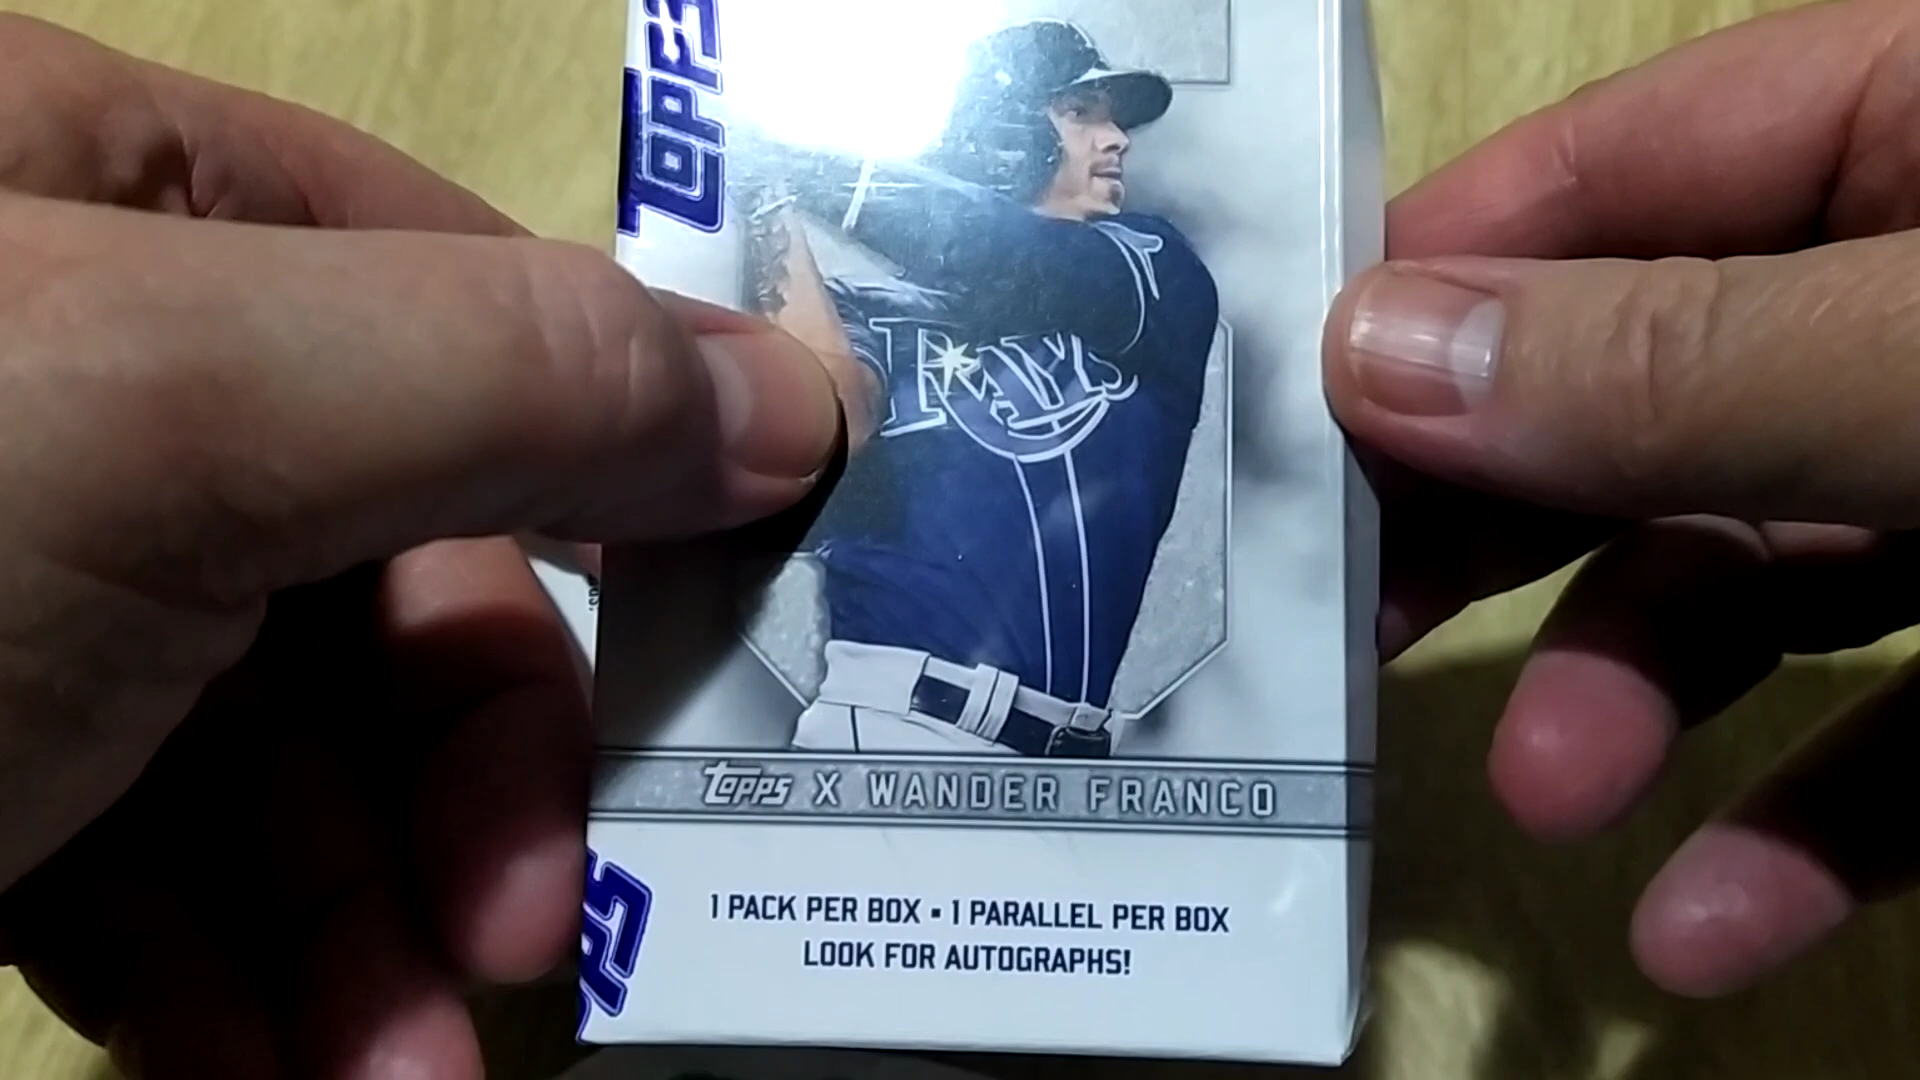 TOPPS
RAYS
TOPPS X WANDER FRANCO
1 PACK PER BOX ▪ 1 PARALLEL PER BOX
LOOK FOR AUTOGRAPHS!